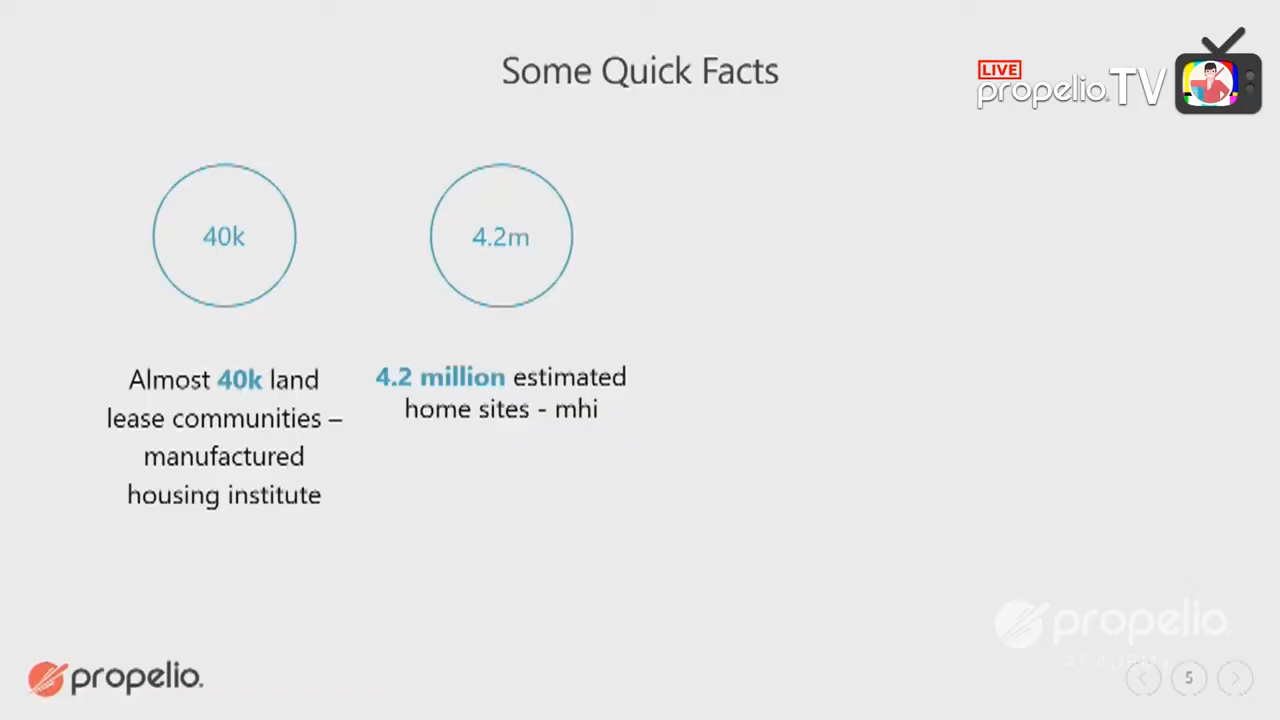 Some Quick Facts
LIVE
propelio.TV
40k
4.2m
Almost 40k land
lease communities –
manufactured
housing institute
4.2 million estimated
home sites - mhi
propelio.
ACADEMY
propelio.
5